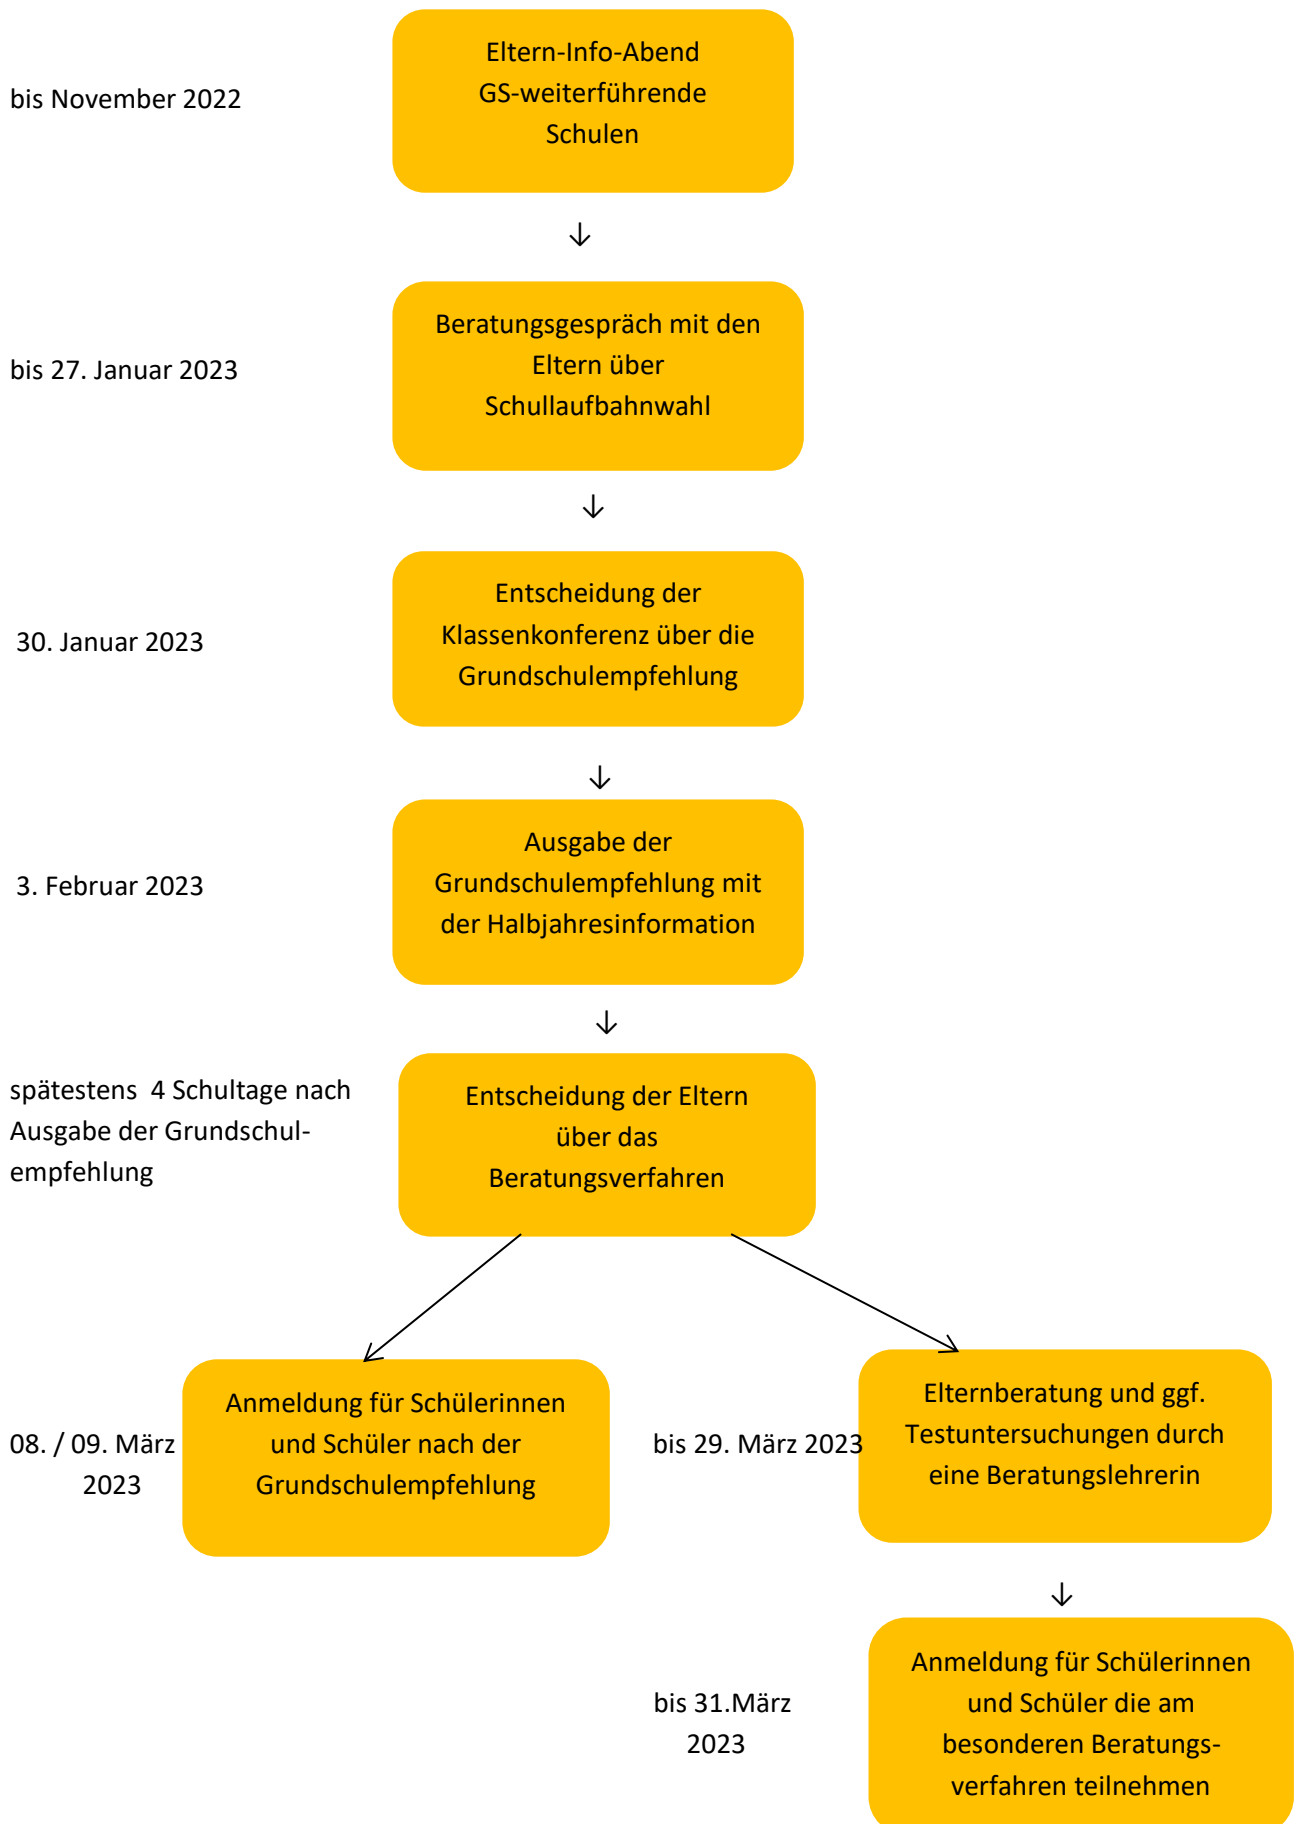 bis November 2022
Eltern-Info-Abend
GS-weiterführende
Schulen
↓
bis 27. Januar 2023
Beratungsgespräch mit den
Eltern über
Schullaufbahnwahl
↓
30. Januar 2023
Entscheidung der
Klassenkonferenz über die
Grundschulempfehlung
↓
3. Februar 2023
Ausgabe der
Grundschulempfehlung mit
der Halbjahresinformation
↓
spätestens  4 Schultage nach
Ausgabe der Grundschul-
empfehlung
Entscheidung der Eltern
über das
Beratungsverfahren
08. / 09. März
2023
Anmeldung für Schülerinnen
und Schüler nach der
Grundschulempfehlung
bis 29. März 2023
Elternberatung und ggf.
Testuntersuchungen durch
eine Beratungslehrerin
↓
bis 31.März
2023
Anmeldung für Schülerinnen
und Schüler die am
besonderen Beratungs-
verfahren teilnehmen